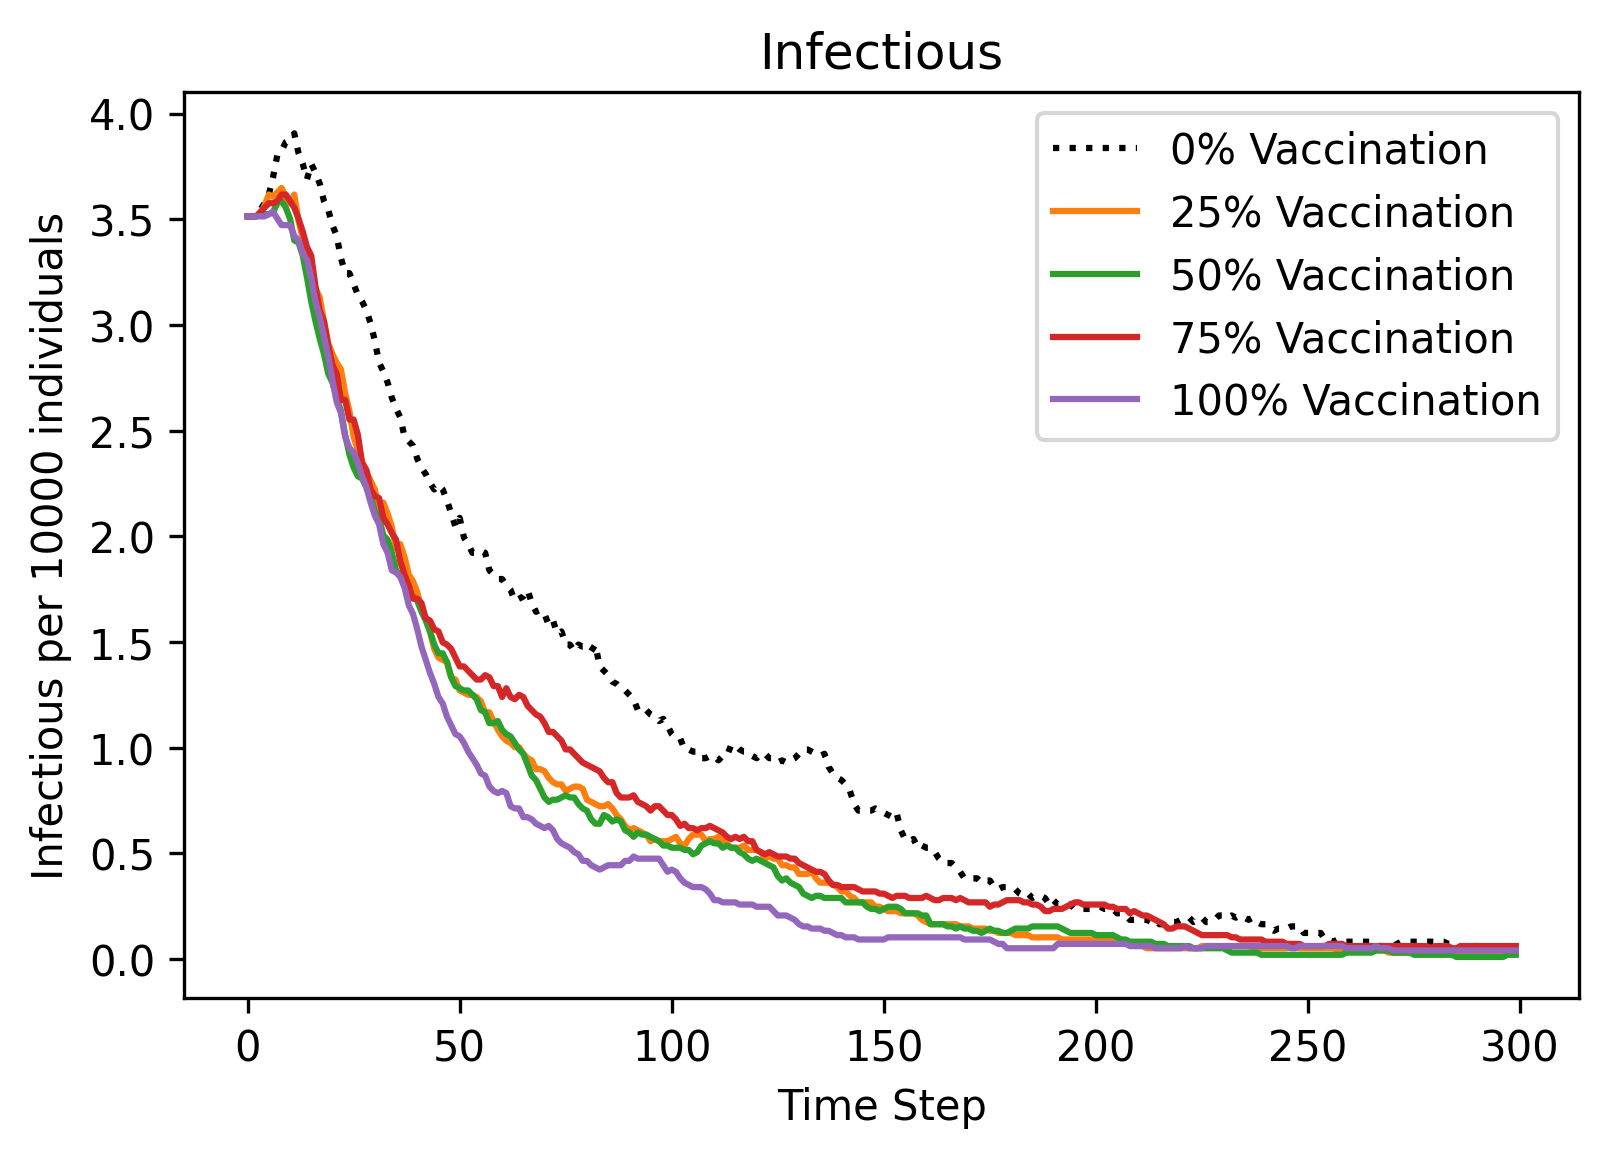 Infectious
Infectious per 10000 individuals
4.0
3.5
3.0
2.5
2.0
1.5
1.0
0.5
0.0
0% Vaccination
25% Vaccination
50% Vaccination
75% Vaccination
100% Vaccination
0 50 100 150 200 250 300
Time Step